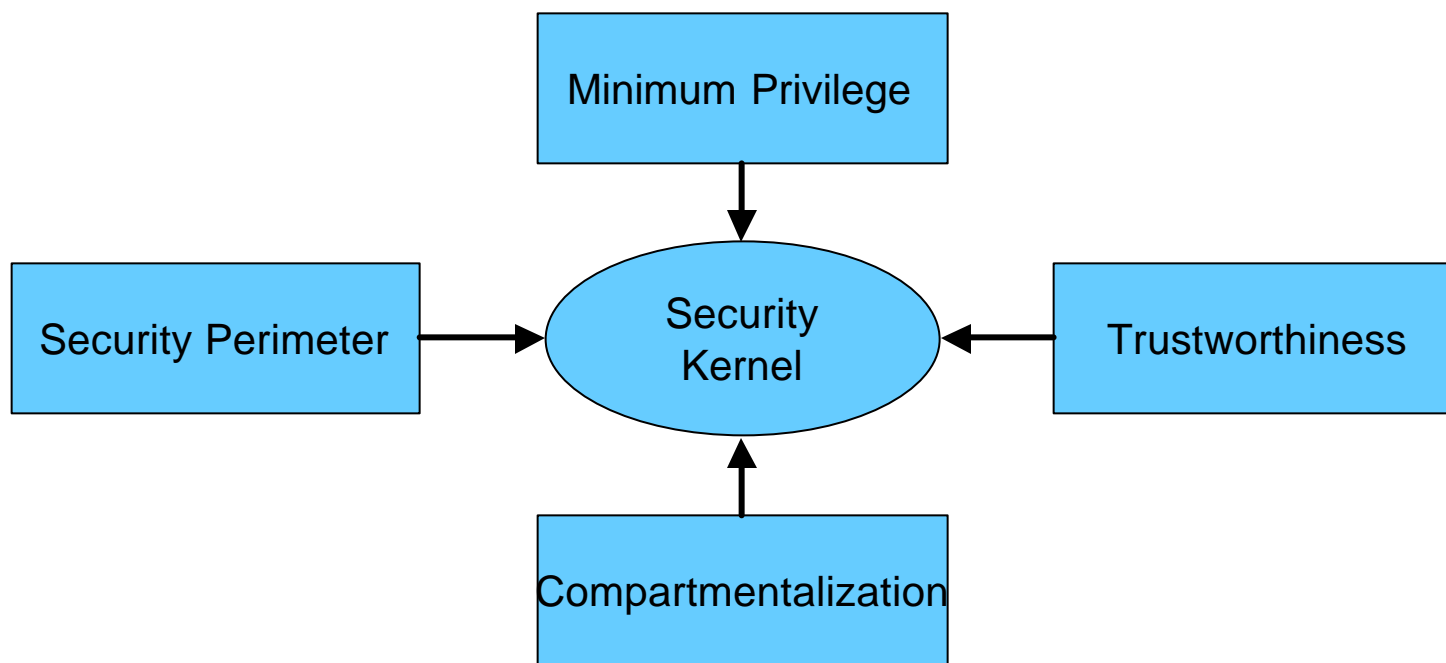 Minimum Privilege
Security Perimeter
Security
Kernel
Trustworthiness
Compartmentalization